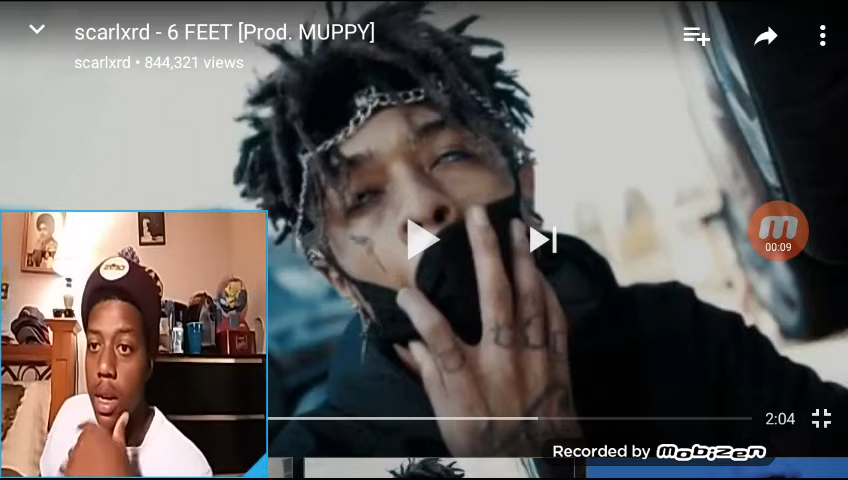 scarlxrd - 6 FEET [Prod. MUPPY]
scarlxrd • 844,321 views
00:09
2:04
Recorded by Mobizen